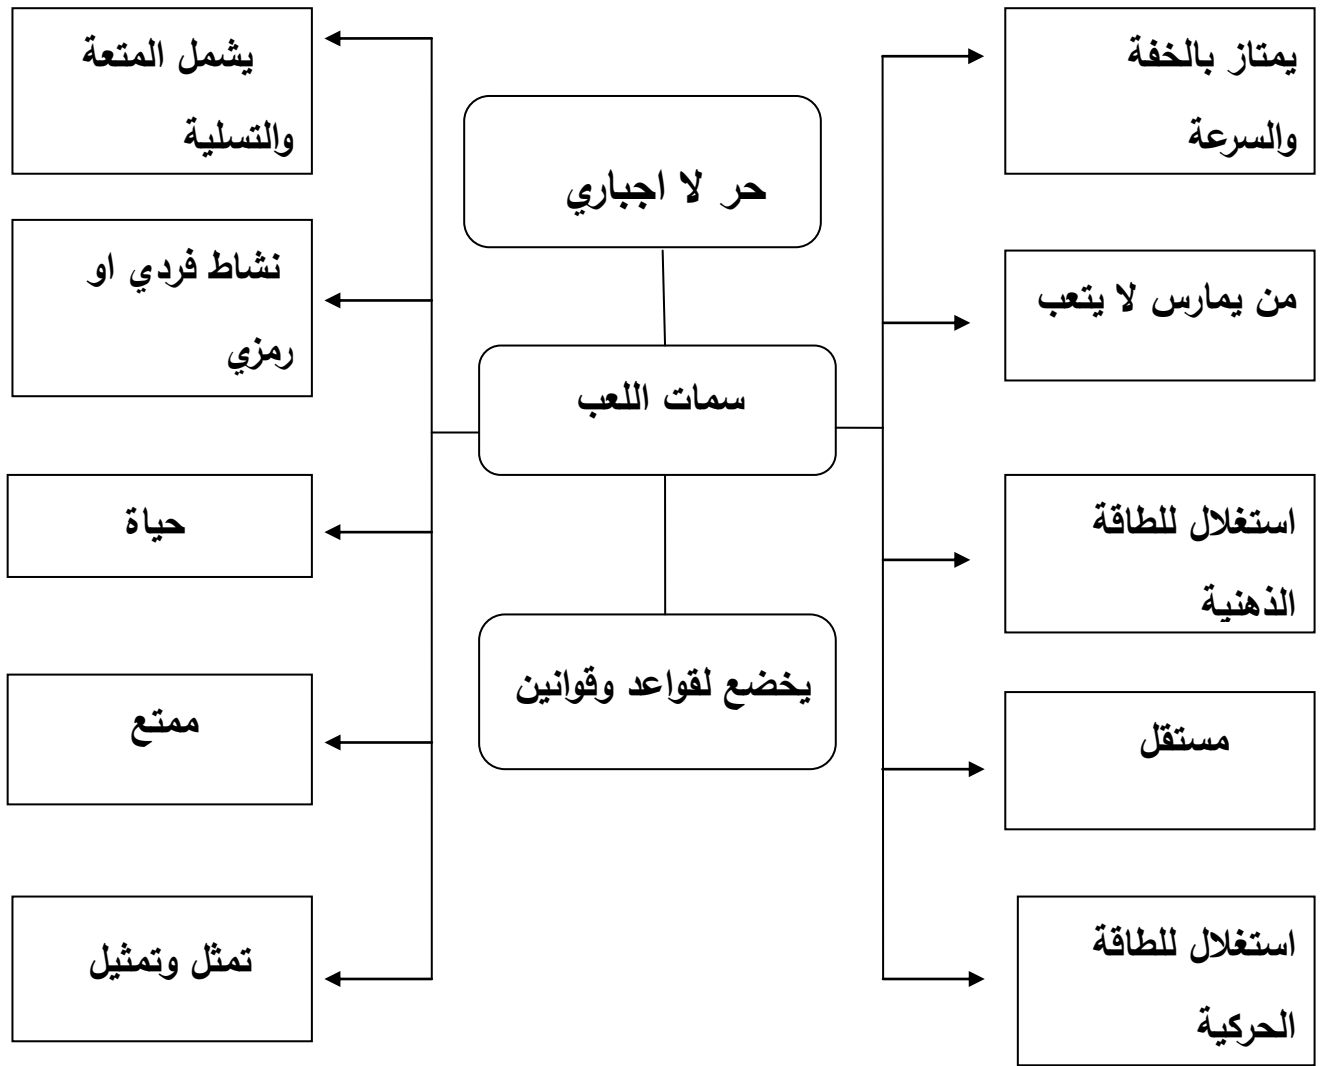 يمتاز بالخفة
والسرعة
من يمارس لا يتعب
استغلال للطاقة
الذهنية
مستقل
استغلال للطاقة
الحركية
حر لا اجباري
سمات اللعب
يخضع لقواعد وقوانين
يشمل المتعة
والتسلية
نشاط فردي او
رمزي
حياة
ممتع
تمثل وتمثيل